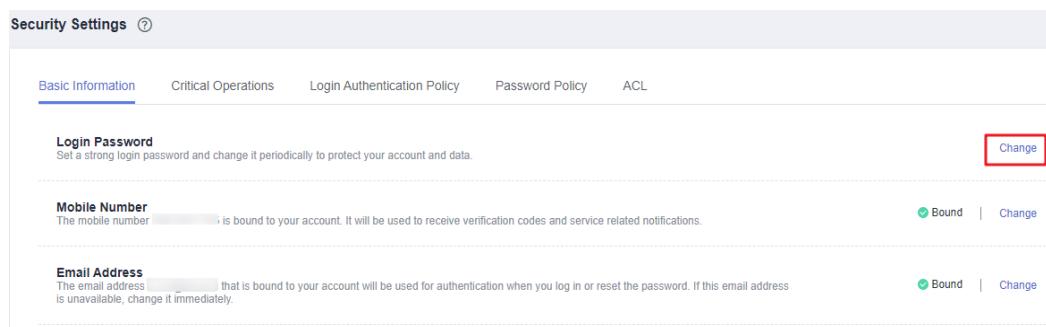 Security Settings ?
Basic Information Critical Operations Login Authentication Policy Password Policy ACL
Login Password
Set a strong login password and change it periodically to protect your account and data.
Change
Mobile Number
The mobile number is bound to your account. It will be used to receive verification codes and service related notifications.
Bound | Change
Email Address
The email address that is bound to your account will be used for authentication when you log in or reset the password. If this email address
is unavailable, change it immediately.
Bound | Change